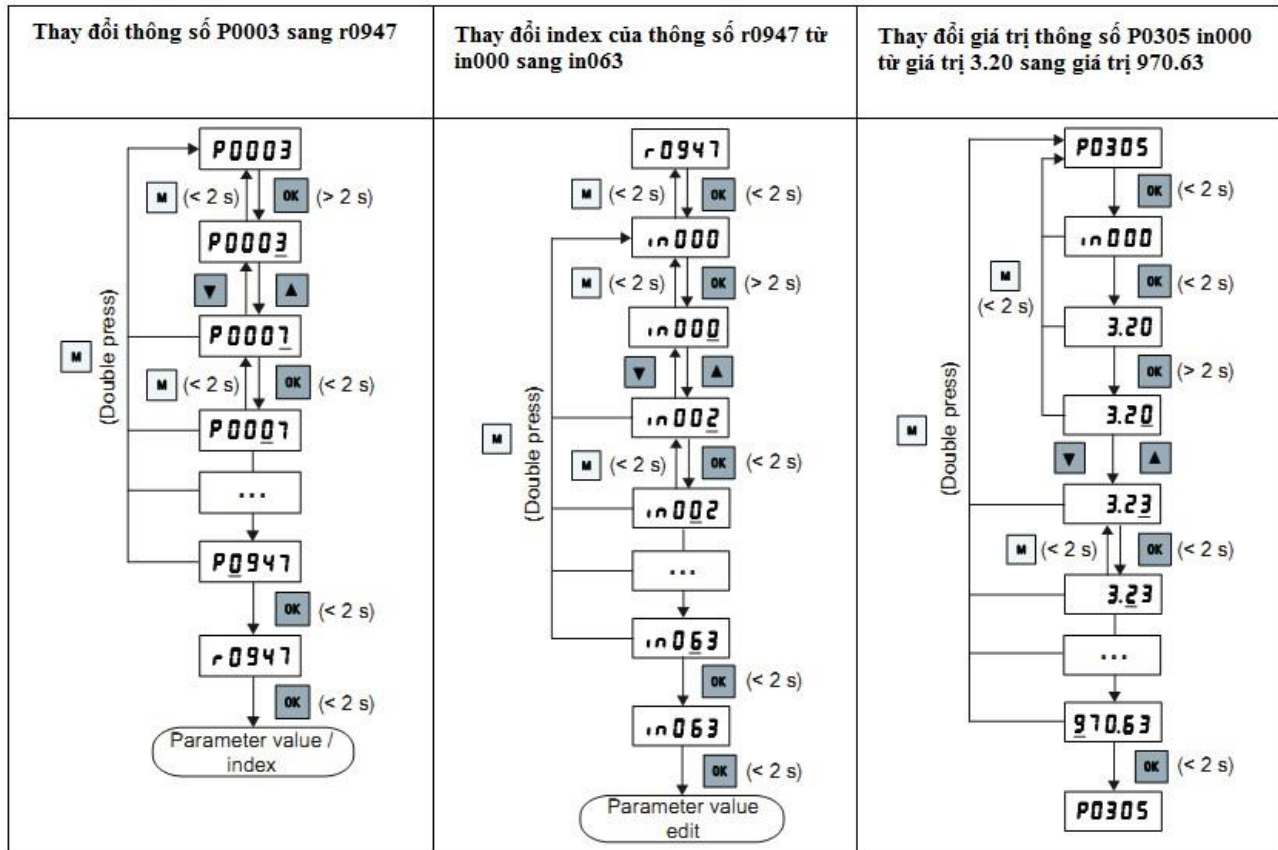 Thay đổi thông số P0003 sang r0947
P0003
M (< 2 s) OK (> 2 s)
P0003
▼ ▲
P0007
M (Double press)
M (< 2 s) OK (< 2 s)
P0007
...
P0947
OK (< 2 s)
r0947
OK (< 2 s)
Parameter value /
index
Thay đổi index của thông số r0947 từ
in000 sang in063
r0947
M (< 2 s) OK (< 2 s)
in000
M (< 2 s) OK (> 2 s)
in000
▼ ▲
in002
M (Double press)
M (< 2 s) OK (< 2 s)
in002
...
in063
OK (< 2 s)
in063
OK (< 2 s)
Parameter value
edit
Thay đổi giá trị thông số P0305 in000
từ giá trị 3.20 sang giá trị 970.63
P0305
OK (< 2 s)
in000
M
(< 2 s)
OK (< 2 s)
3.20
OK (> 2 s)
3.20
M (Double press)
▼ ▲
3.23
M (< 2 s) OK (< 2 s)
3.23
...
970.63
OK (< 2 s)
P0305